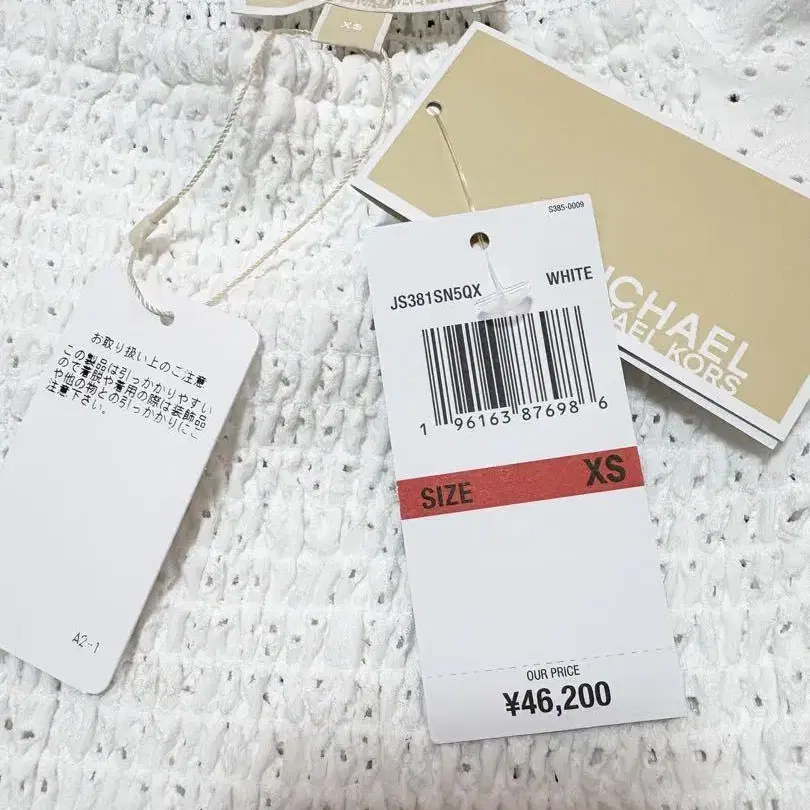 XS
S385-0009
JS381SN5QX WHITE
1 96163 87698 6
SIZE XS
OUR PRICE
¥46,200
MICHAEL
MICHAEL KORS
お取り扱い上のご注意
この製品は引っかかりやすい
ので着脱や着用の際は装飾品
や他の物との引っかかりにご
注意下さい。
A2-1